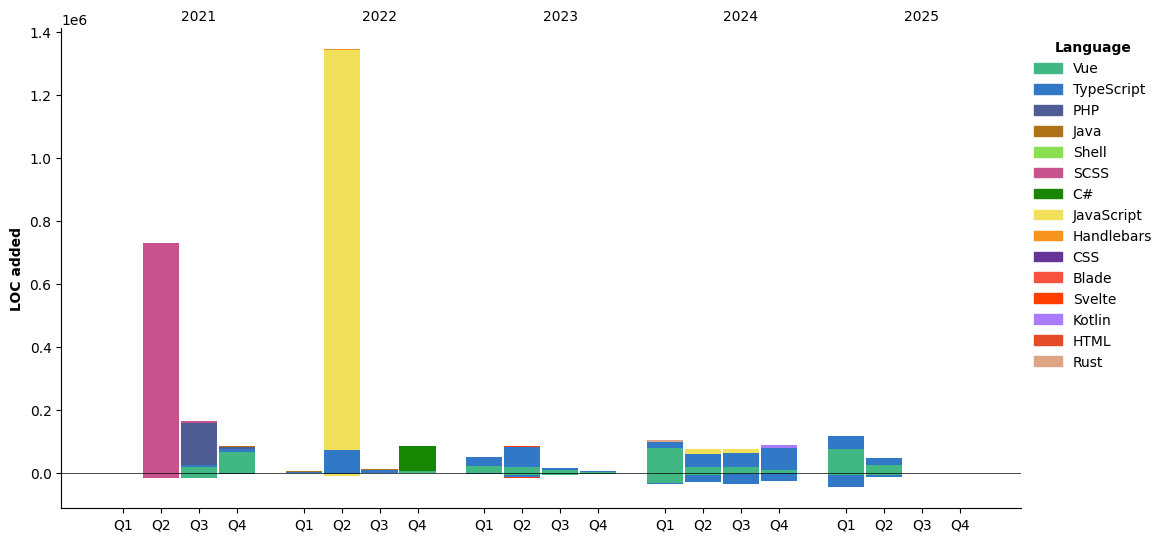 1e6
2021 2022 2023 2024 2025
1.4
1.2
1.0
0.8
0.6
0.4
0.2
0.0
LOC added
Q1 Q2 Q3 Q4 Q1 Q2 Q3 Q4 Q1 Q2 Q3 Q4 Q1 Q2 Q3 Q4 Q1 Q2 Q3 Q4
Language
Vue
TypeScript
PHP
Java
Shell
SCSS
C#
JavaScript
Handlebars
CSS
Blade
Svelte
Kotlin
HTML
Rust